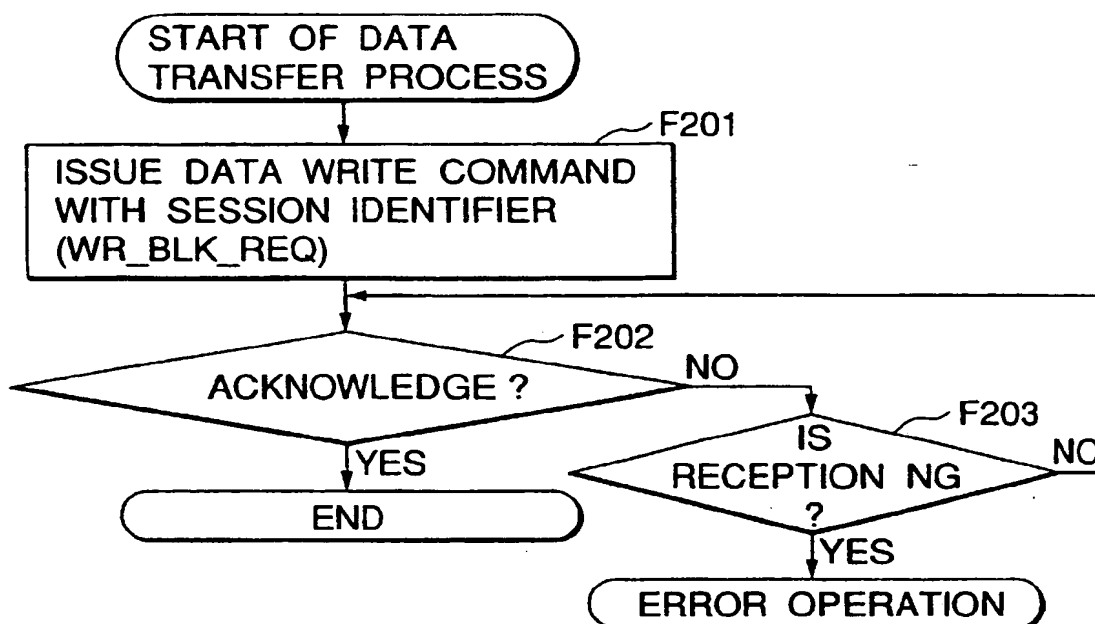 START OF DATA
TRANSFER PROCESS
F201
ISSUE DATA WRITE COMMAND
WITH SESSION IDENTIFIER
(WR_BLK_REQ)
F202
ACKNOWLEDGE ?
NO
YES
END
F203
IS
RECEPTION NG
?
NO
YES
ERROR OPERATION